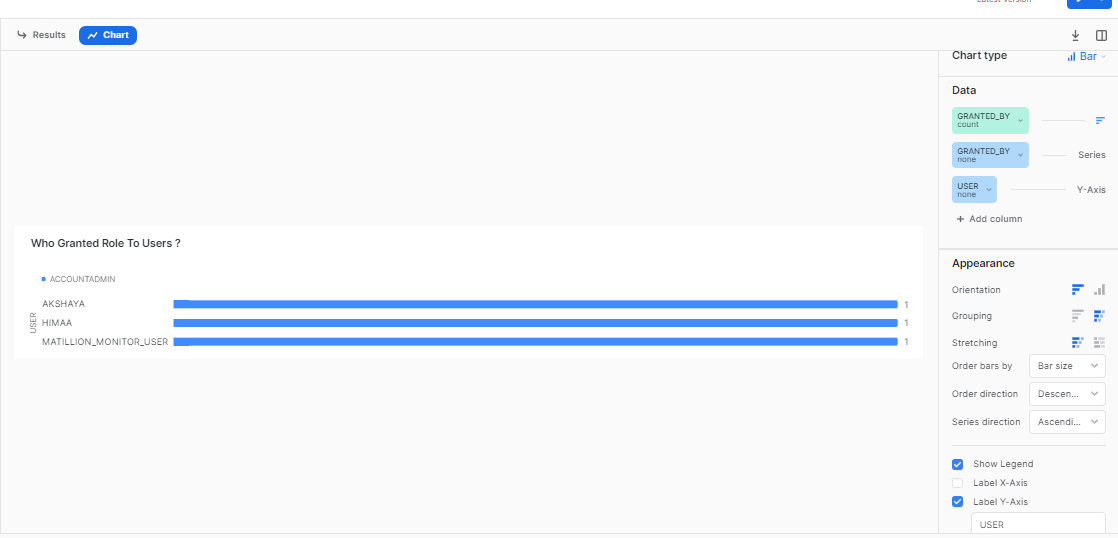 Latest Version
Results
Chart
Chart type
Bar
Data
GRANTED_BY
count
GRANTED_BY
none
Series
USER
none
Y-Axis
+ Add column
Who Granted Role To Users ?
ACCOUNTADMIN
USER
AKSHAYA
1
HIMAA
1
MATILLION_MONITOR_USER
1
Appearance
Orientation
Grouping
Stretching
Order bars by
Bar size
Order direction
Descen...
Series direction
Ascendi...
Show Legend
Label X-Axis
Label Y-Axis
USER